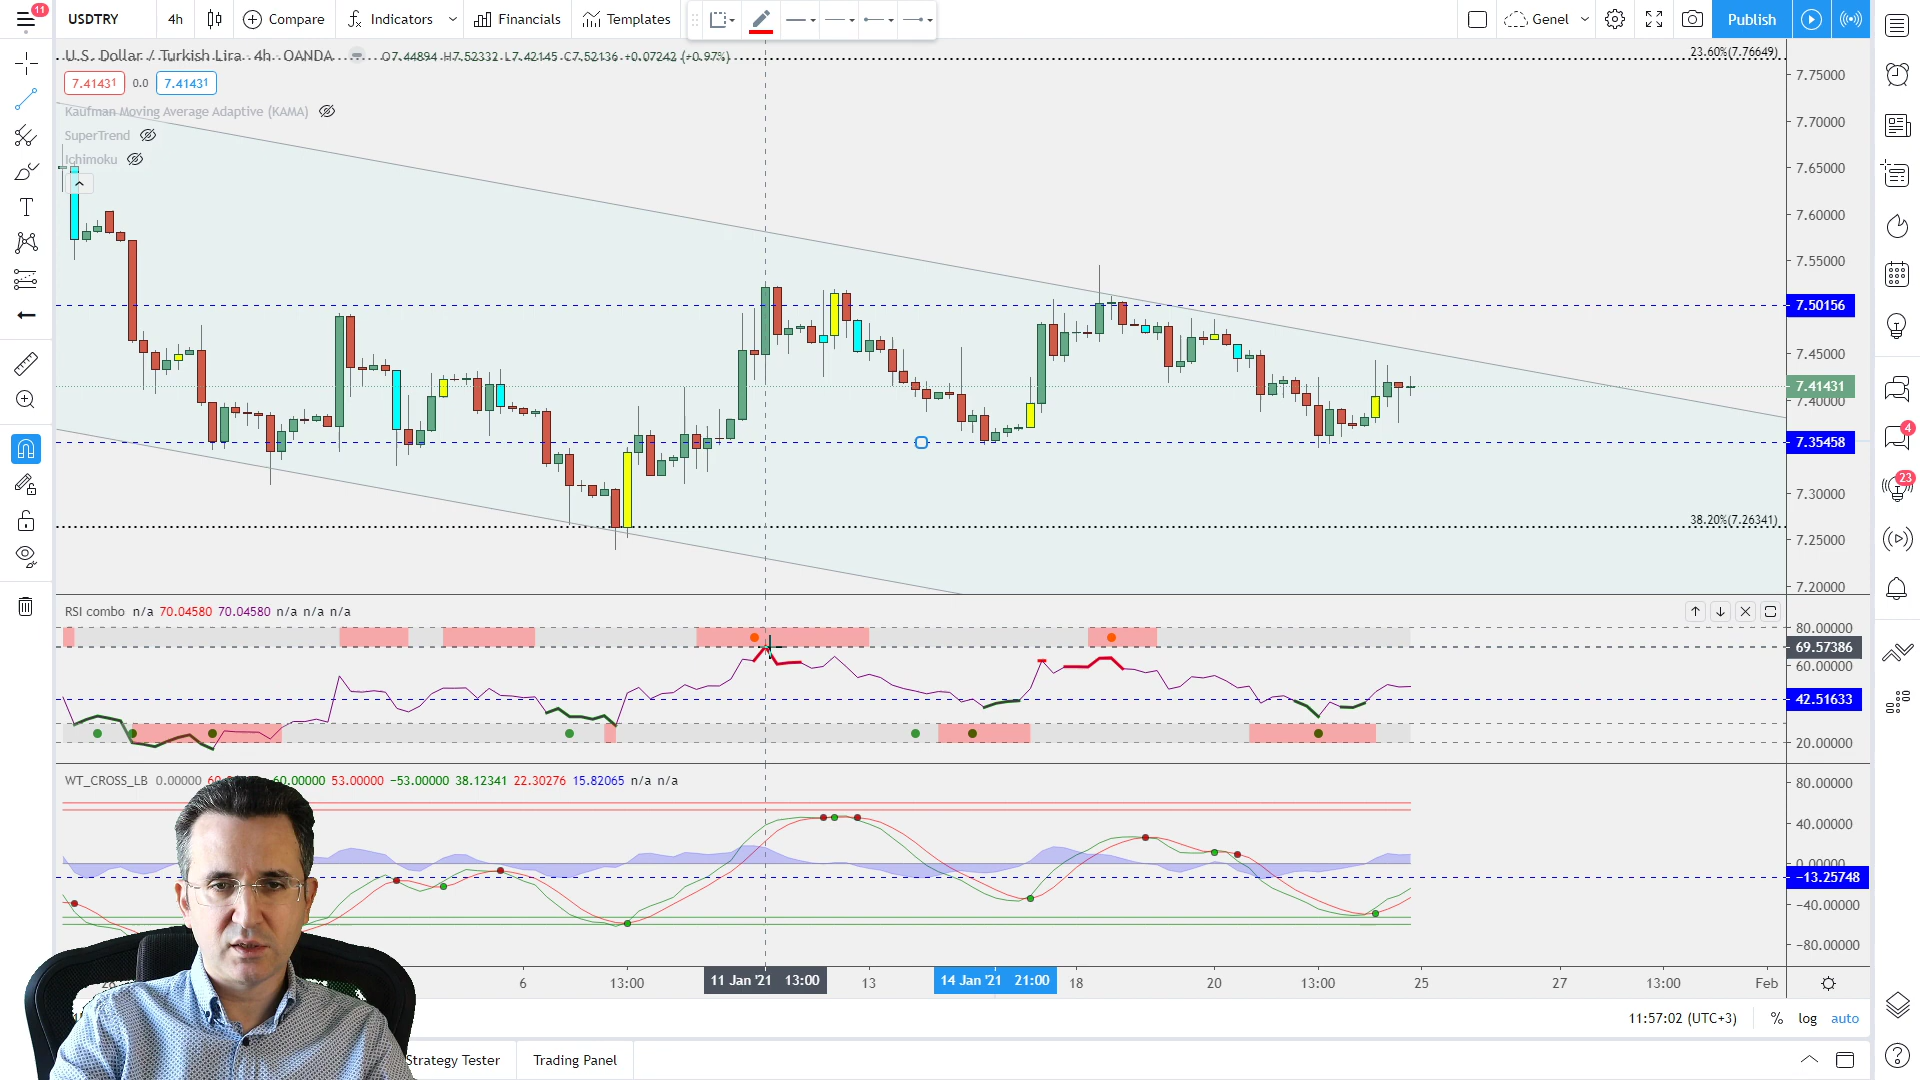 11
USDTRY 4h Compare Indicators Financials Templates Genel Publish
U.S. Dollar / Turkish Lira · 4h · OANDA O7.44894 H7.52332 L7.42145 C7.52136 +0.07242 (+0.97%)
7.41431 0.0 7.41431
Kaufman Moving Average Adaptive (KAMA)
SuperTrend
Ichimoku
23.60%(7.76649)
7.75000
7.70000
7.65000
7.60000
7.55000
7.50156
7.45000
7.41431
7.40000
7.35458
7.30000
38.20%(7.26341)
7.25000
7.20000
4
23
RSI combo n/a 70.04580 70.04580 n/a n/a n/a
80.00000
69.57386
60.00000
42.51633
20.00000
WT_CROSS_LB 0.00000 60.00000 53.00000 −53.00000 38.12341 22.30276 15.82065 n/a n/a
80.00000
40.00000
0.00000
−13.25748
−40.00000
−80.00000
6 13:00 11 Jan '21 13:00 13 14 Jan '21 21:00 18 20 13:00 25 27 13:00 Feb
11:57:02 (UTC+3) % log auto
Strategy Tester Trading Panel